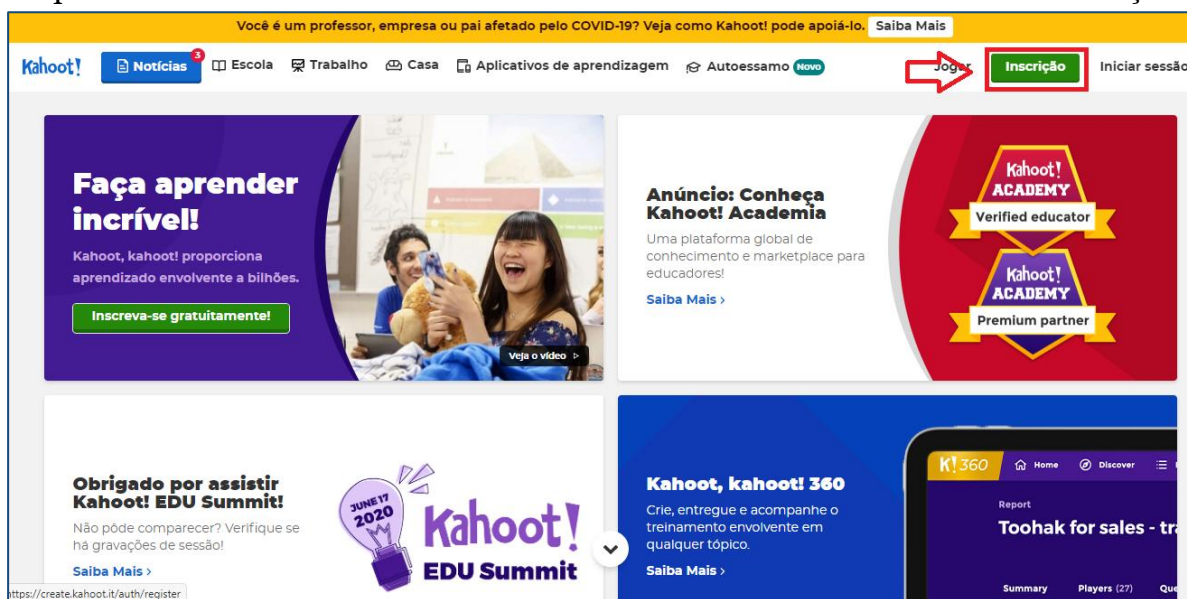 Você é um professor, empresa ou pai afetado pelo COVID-19? Veja como Kahoot! pode apoiá-lo. Saiba Mais
Kahoot! Notícias 3 Escola Trabalho Casa Aplicativos de aprendizagem Autoessamo Novo Jogar Inscrição Iniciar sessão
Faça aprender
incrível!
Kahoot, kahoot! proporciona
aprendizado envolvente a bilhões.
Inscreva-se gratuitamente!
Veja o vídeo
Anúncio: Conheça
Kahoot! Academia
Uma plataforma global de
conhecimento e marketplace para
educadores!
Saiba Mais >
Kahoot!
ACADEMY
Verified educator
Kahoot!
ACADEMY
Premium partner
Obrigado por assistir
Kahoot! EDU Summit!
Não pôde comparecer? Verifique se
há gravações de sessão!
Saiba Mais >
JUNE 17
2020
Kahoot!
EDU Summit
Kahoot, kahoot! 360
Crie, entregue e acompanhe o
treinamento envolvente em
qualquer tópico.
Saiba Mais >
K! 360 Home Discover
Report
Toohak for sales - tra
Summary Players (27) Que
https://create.kahoot.it/auth/register